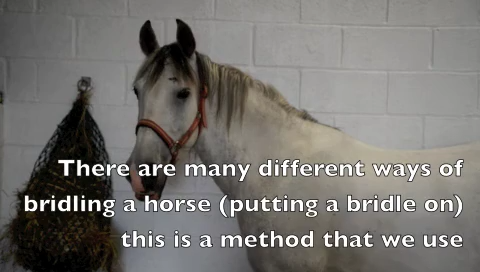 There are many different ways of
bridling a horse (putting a bridle on)
this is a method that we use